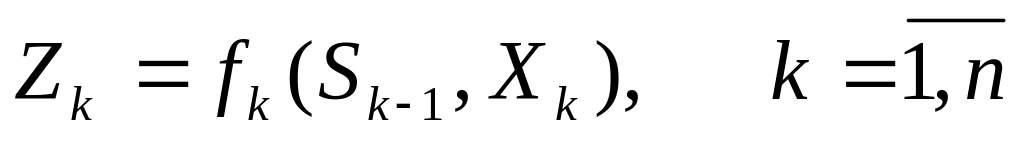 Z_k = f_k(S_{k-1}, X_k),    k = \overline{1,n}